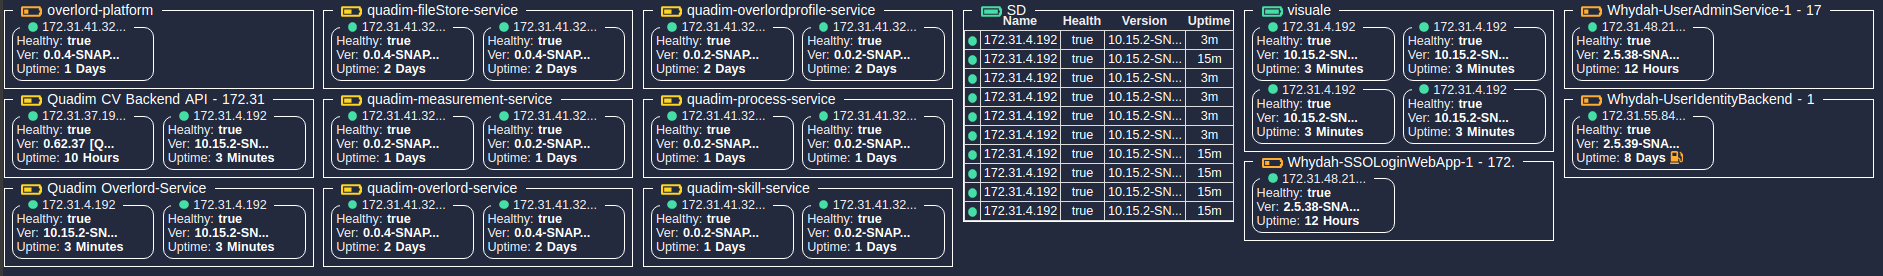 overlord-platform
172.31.41.32...
Healthy: true
Ver: 0.0.4-SNAP...
Uptime: 1 Days
Quadim CV Backend API - 172.31
172.31.37.19... 172.31.4.192
Healthy: true Healthy: true
Ver: 0.62.37 [Q... Ver: 10.15.2-SN...
Uptime: 10 Hours Uptime: 3 Minutes
Quadim Overlord-Service
172.31.4.192 172.31.4.192
Healthy: true Healthy: true
Ver: 10.15.2-SN... Ver: 10.15.2-SN...
Uptime: 3 Minutes Uptime: 3 Minutes
quadim-fileStore-service
172.31.41.32... 172.31.41.32...
Healthy: true Healthy: true
Ver: 0.0.4-SNAP... Ver: 0.0.4-SNAP...
Uptime: 2 Days Uptime: 2 Days
quadim-measurement-service
172.31.41.32... 172.31.41.32...
Healthy: true Healthy: true
Ver: 0.0.2-SNAP... Ver: 0.0.2-SNAP...
Uptime: 1 Days Uptime: 1 Days
quadim-overlord-service
172.31.41.32... 172.31.41.32...
Healthy: true Healthy: true
Ver: 0.0.4-SNAP... Ver: 0.0.4-SNAP...
Uptime: 2 Days Uptime: 2 Days
quadim-overlordprofile-service
172.31.41.32... 172.31.41.32...
Healthy: true Healthy: true
Ver: 0.0.2-SNAP... Ver: 0.0.2-SNAP...
Uptime: 2 Days Uptime: 2 Days
quadim-process-service
172.31.41.32... 172.31.41.32...
Healthy: true Healthy: true
Ver: 0.0.2-SNAP... Ver: 0.0.2-SNAP...
Uptime: 1 Days Uptime: 1 Days
quadim-skill-service
172.31.41.32... 172.31.41.32...
Healthy: true Healthy: true
Ver: 0.0.2-SNAP... Ver: 0.0.2-SNAP...
Uptime: 1 Days Uptime: 1 Days
SD
Name Health Version Uptime
172.31.4.192 true 10.15.2-SN... 3m
172.31.4.192 true 10.15.2-SN... 15m
172.31.4.192 true 10.15.2-SN... 3m
172.31.4.192 true 10.15.2-SN... 3m
172.31.4.192 true 10.15.2-SN... 3m
172.31.4.192 true 10.15.2-SN... 3m
172.31.4.192 true 10.15.2-SN... 15m
172.31.4.192 true 10.15.2-SN... 15m
172.31.4.192 true 10.15.2-SN... 15m
172.31.4.192 true 10.15.2-SN... 15m
visuale
172.31.4.192 172.31.4.192
Healthy: true Healthy: true
Ver: 10.15.2-SN... Ver: 10.15.2-SN...
Uptime: 3 Minutes Uptime: 3 Minutes
172.31.4.192 172.31.4.192
Healthy: true Healthy: true
Ver: 10.15.2-SN... Ver: 10.15.2-SN...
Uptime: 3 Minutes Uptime: 3 Minutes
Whydah-SSOLoginWebApp-1 - 172.
172.31.48.21...
Healthy: true
Ver: 2.5.38-SNA...
Uptime: 12 Hours
Whydah-UserAdminService-1 - 17
172.31.48.21...
Healthy: true
Ver: 2.5.38-SNA...
Uptime: 12 Hours
Whydah-UserIdentityBackend - 1
172.31.55.84...
Healthy: true
Ver: 2.5.39-SNA...
Uptime: 8 Days